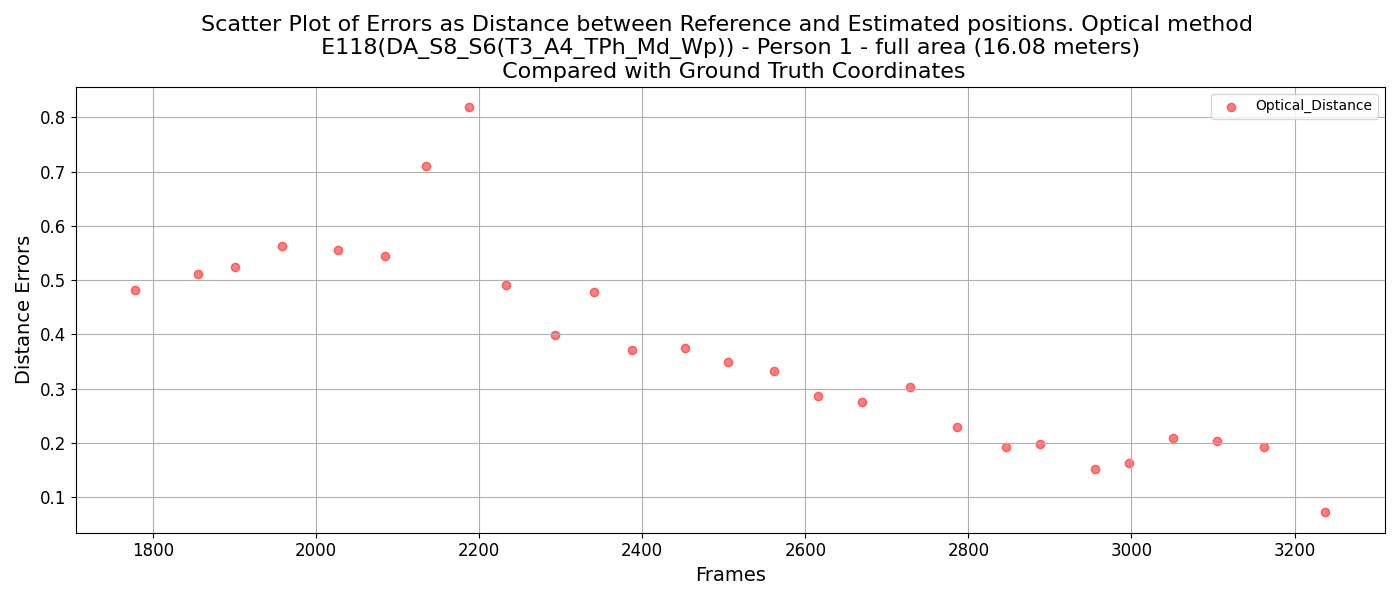 Scatter Plot of Errors as Distance between Reference and Estimated positions. Optical method
E118(DA_S8_S6(T3_A4_TPh_Md_Wp)) - Person 1 - full area (16.08 meters)
Compared with Ground Truth Coordinates
Optical_Distance
Distance Errors
0.8
0.7
0.6
0.5
0.4
0.3
0.2
0.1
1800 2000 2200 2400 2600 2800 3000 3200
Frames